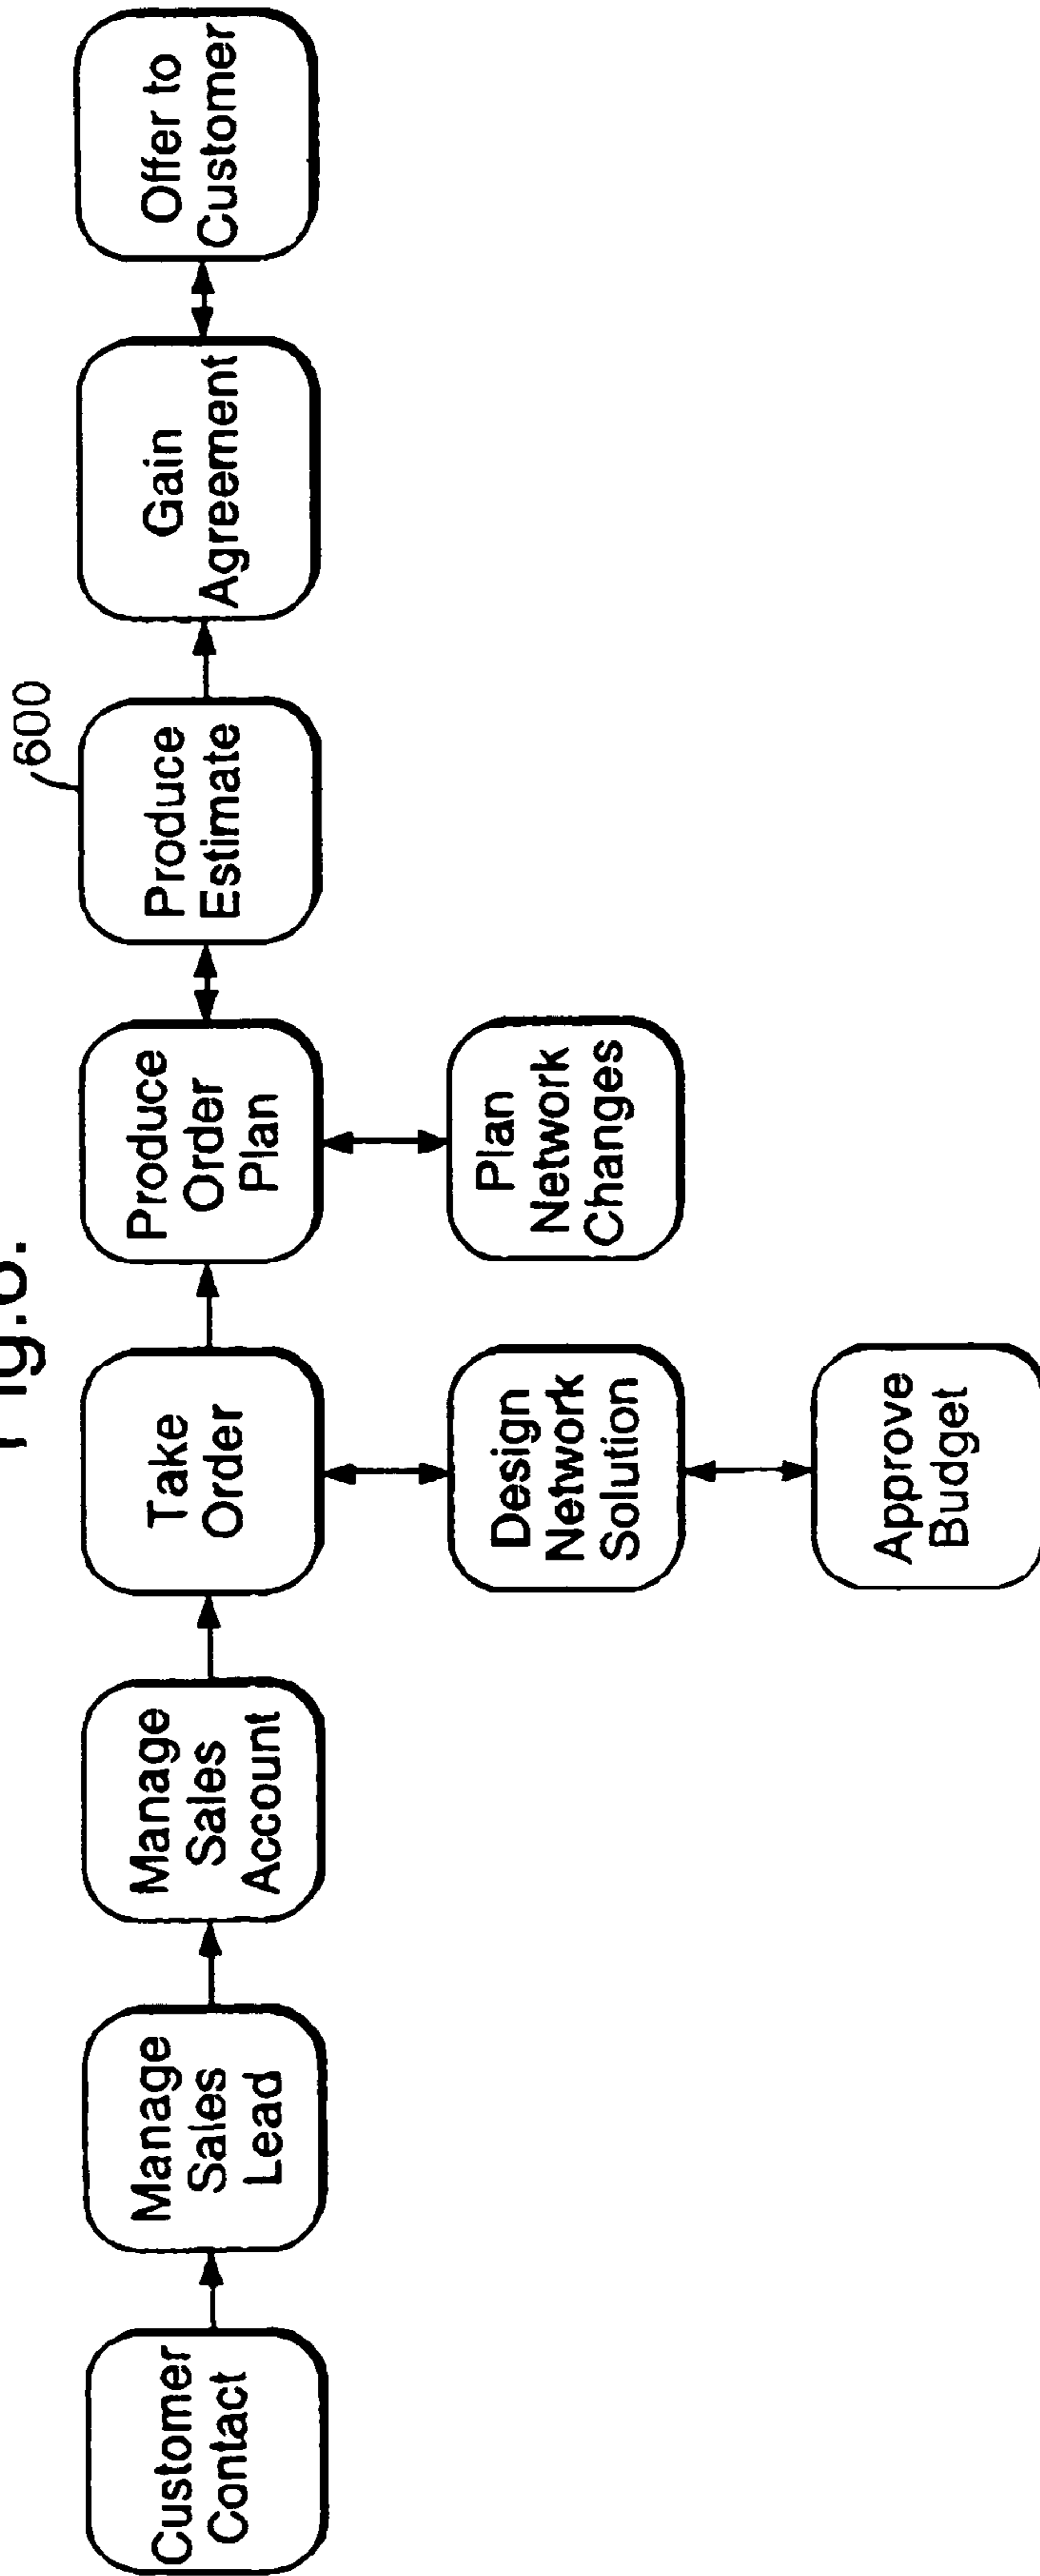 Fig.
600
Customer
Contact
Manage
Sales
Lead
Manage
Sales
Account
Take
Order
Produce
Order
Plan
Produce
Estimate
Gain
Agreement
Offer to
Customer
Design
Network
Solution
Plan
Network
Changes
Approve
Budget